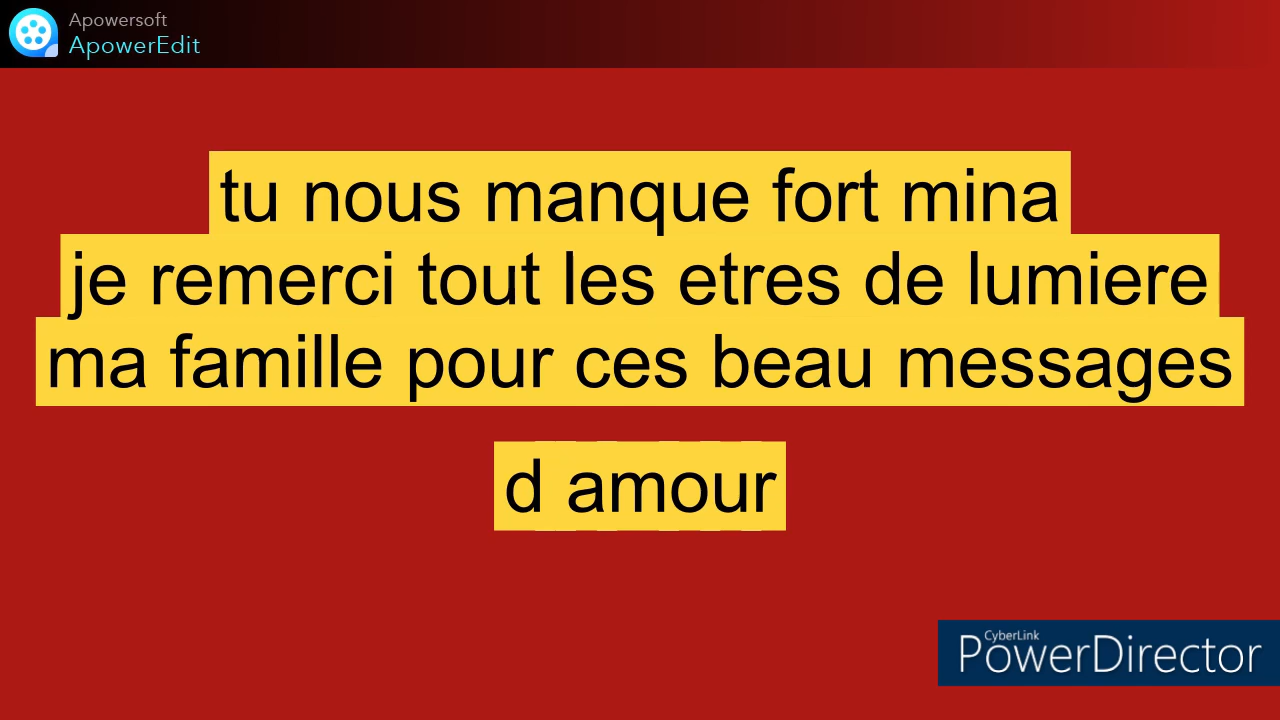 Apowersoft
ApowerEdit
tu nous manque fort mina
je remerci tout les etres de lumiere
ma famille pour ces beau messages
d amour
CyberLink
PowerDirector